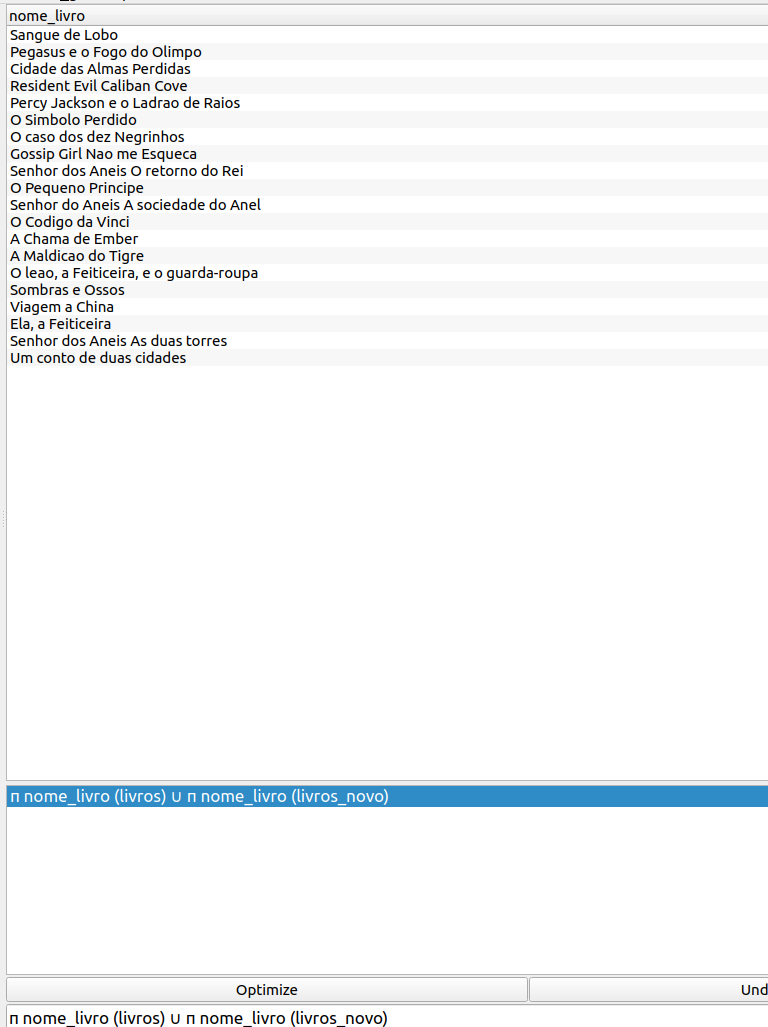 nome_livro
Sangue de Lobo
Pegasus e o Fogo do Olimpo
Cidade das Almas Perdidas
Resident Evil Caliban Cove
Percy Jackson e o Ladrao de Raios
O Simbolo Perdido
O caso dos dez Negrinhos
Gossip Girl Nao me Esqueca
Senhor dos Aneis O retorno do Rei
O Pequeno Principe
Senhor do Aneis A sociedade do Anel
O Codigo da Vinci
A Chama de Ember
A Maldicao do Tigre
O leao, a Feiticeira, e o guarda-roupa
Sombras e Ossos
Viagem a China
Ela, a Feiticeira
Senhor dos Aneis As duas torres
Um conto de duas cidades
π nome_livro (livros) ∪ π nome_livro (livros_novo)
Optimize
Und
π nome_livro (livros) ∪ π nome_livro (livros_novo)